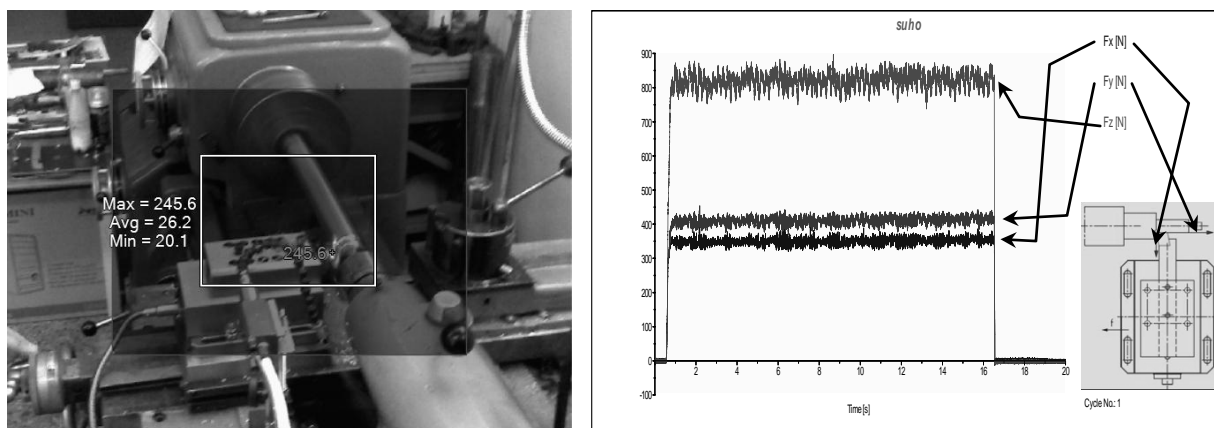 Max = 245.6
Avg = 26.2
Min = 20.1
245.6+
suho
Fx [N]
Fy [N]
Fz [N]
900
800
700
600
500
400
300
200
100
0
-100
2
4
6
8
10
12
14
16
18
20
Time [s]
f
Cycle No.: 1